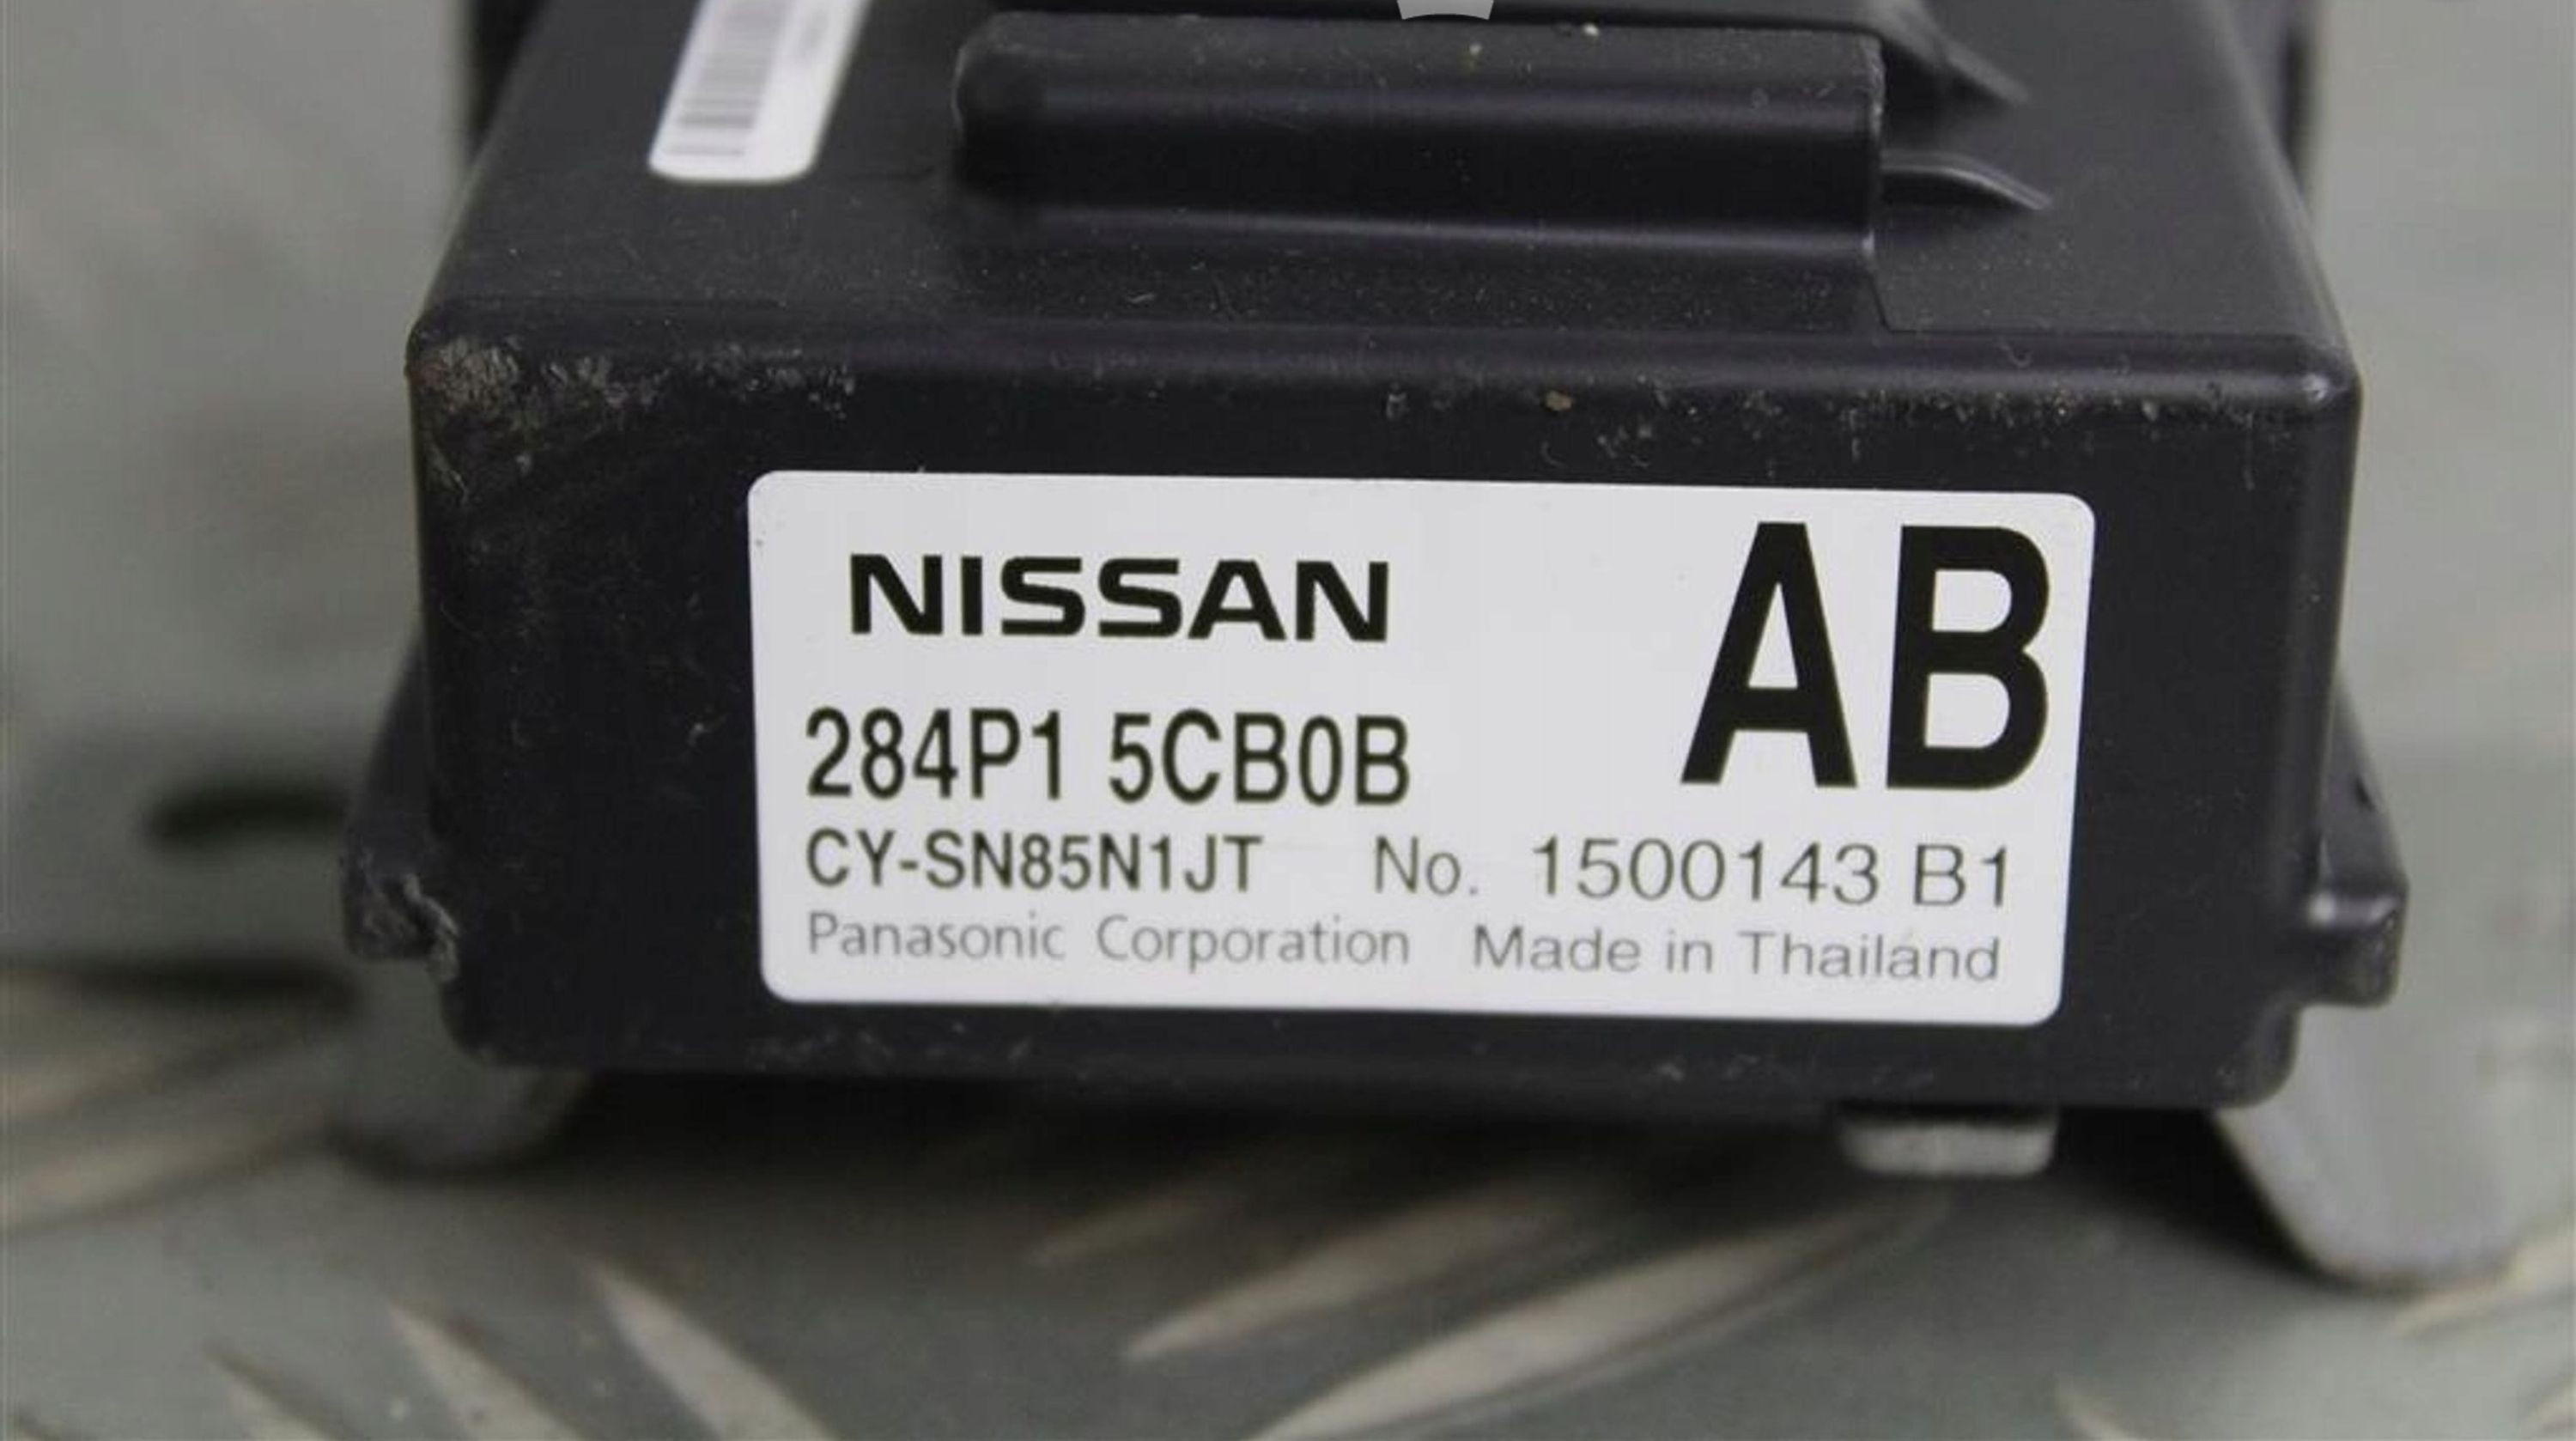 NISSAN
AB
284P1 5CB0B
CY-SN85N1JT No. 1500143 B1
Panasonic Corporation Made in Thailand